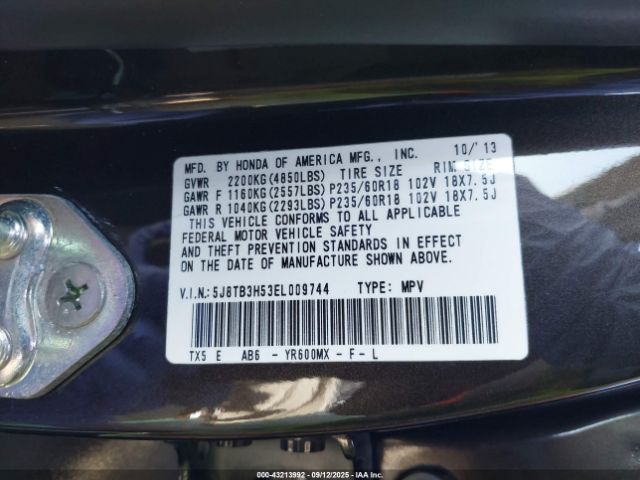 MFD. BY HONDA OF AMERICA MFG., INC. 10/'13
GVWR 2200KG(4850LBS) TIRE SIZE RIM SIZE
GAWR F 1160KG(2557LBS) P235/60R18 102V 18X7.5J
GAWR R 1040KG(2293LBS) P235/60R18 102V 18X7.5J
THIS VEHICLE CONFORMS TO ALL APPLICABLE
FEDERAL MOTOR VEHICLE SAFETY
AND THEFT PREVENTION STANDARDS IN EFFECT
ON THE DATE OF MANUFACTURE SHOWN ABOVE.
V.I.N.: 5J8TB3H53EL009744 TYPE: MPV
TX5 E AB6 - YR600MX - F - L
000-43213992 - 09/12/2025 - IAA